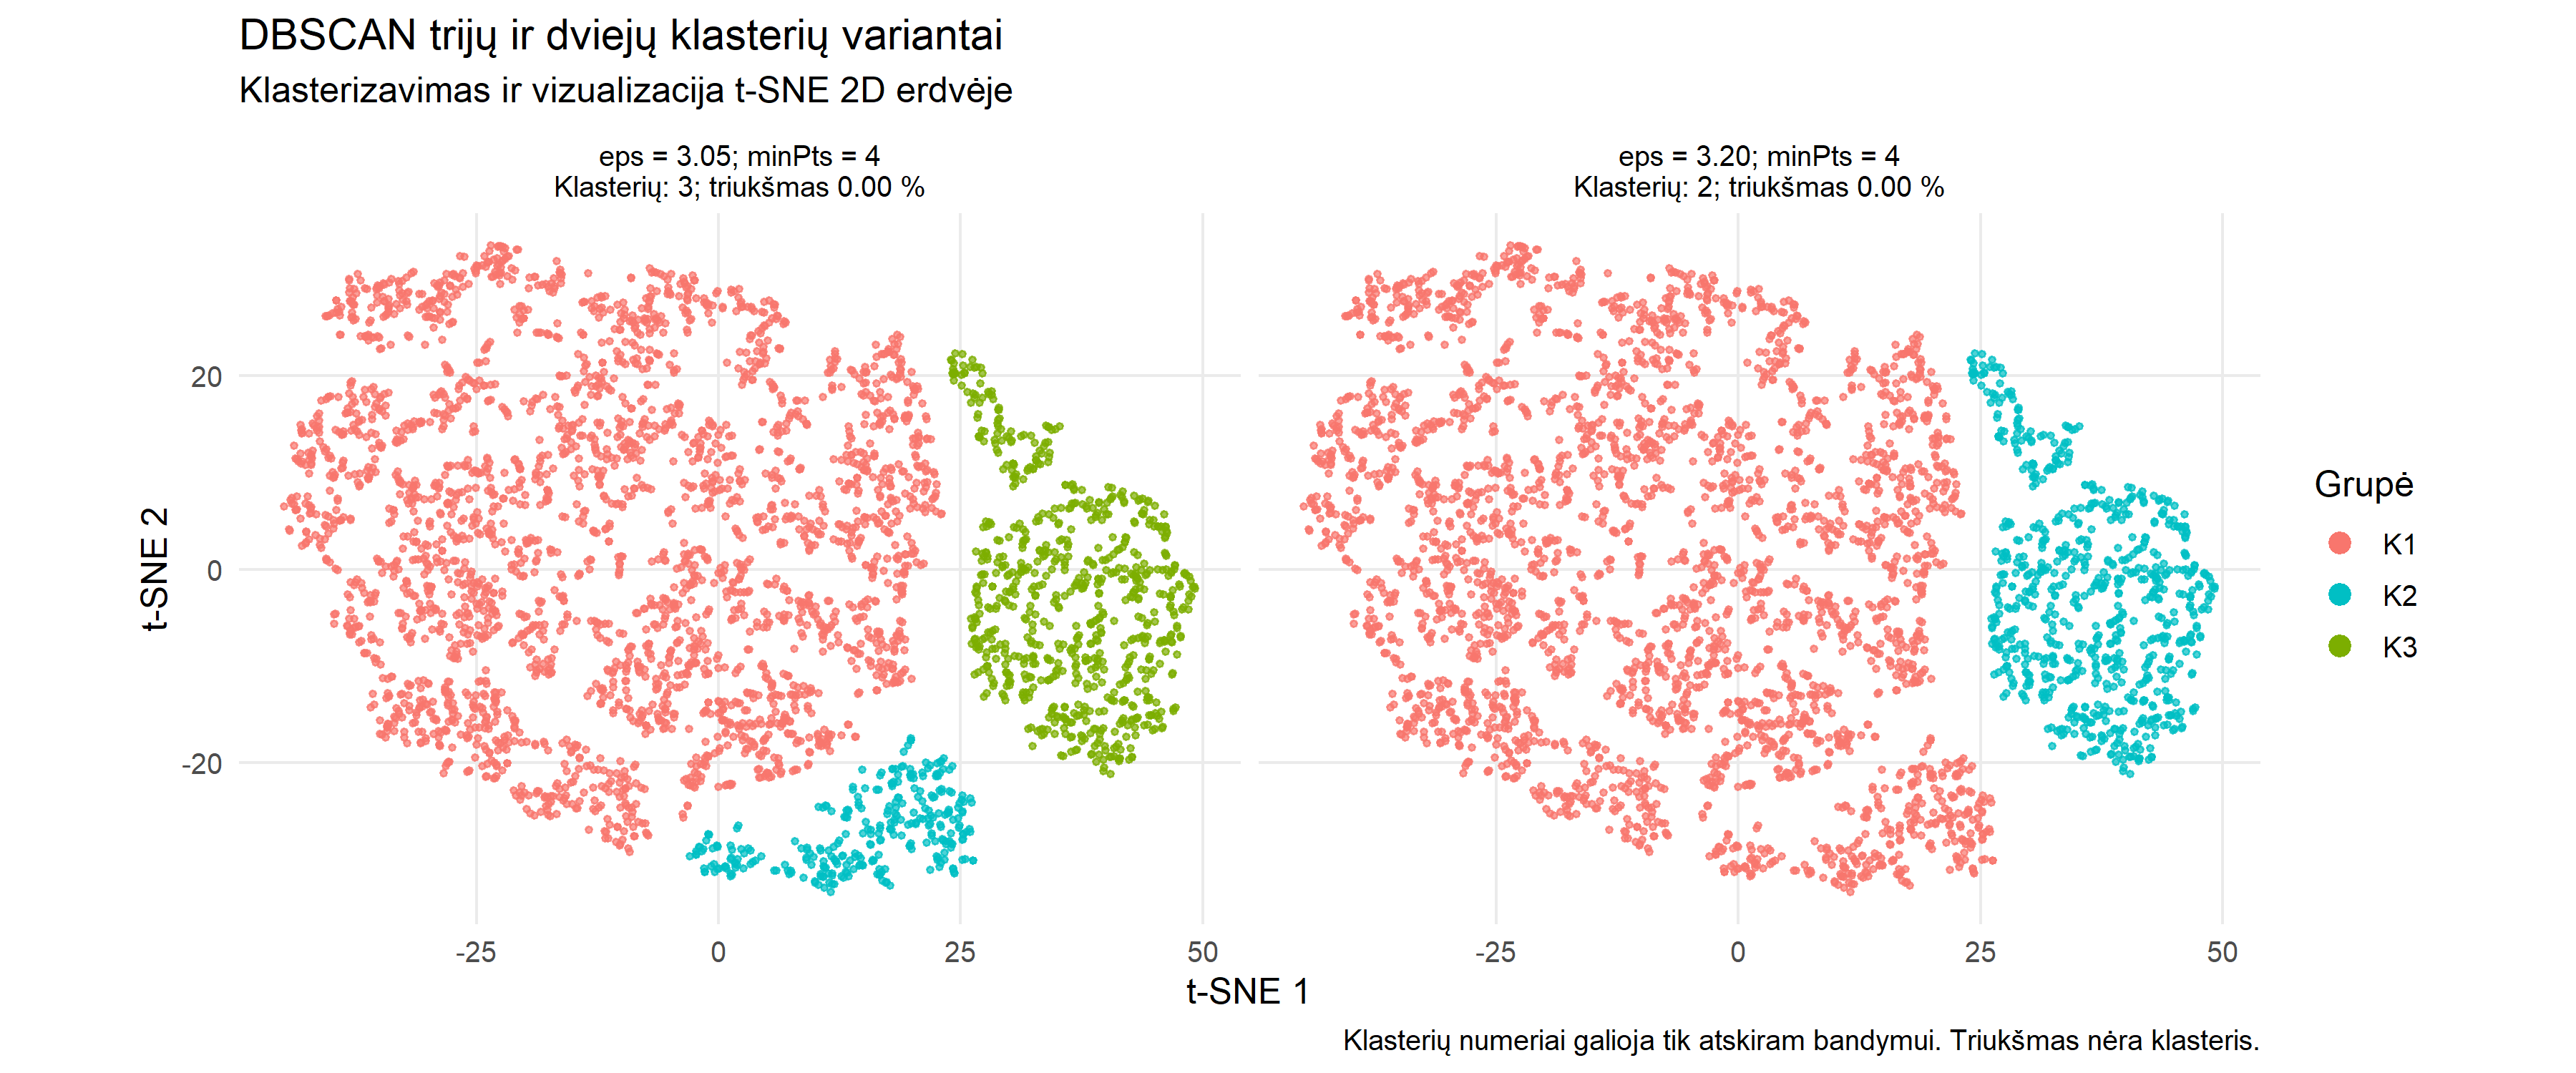 DBSCAN trijų ir dviejų klasterių variantai
Klasterizavimas ir vizualizacija t-SNE 2D erdvėje
eps = 3.05; minPts = 4
Klasterių: 3; triukšmas 0.00 %
eps = 3.20; minPts = 4
Klasterių: 2; triukšmas 0.00 %
t-SNE 2
20
0
-20
-25
0
25
50
-25
0
25
50
t-SNE 1
Grupė
K1
K2
K3
Klasterių numeriai galioja tik atskiram bandymui. Triukšmas nėra klasteris.